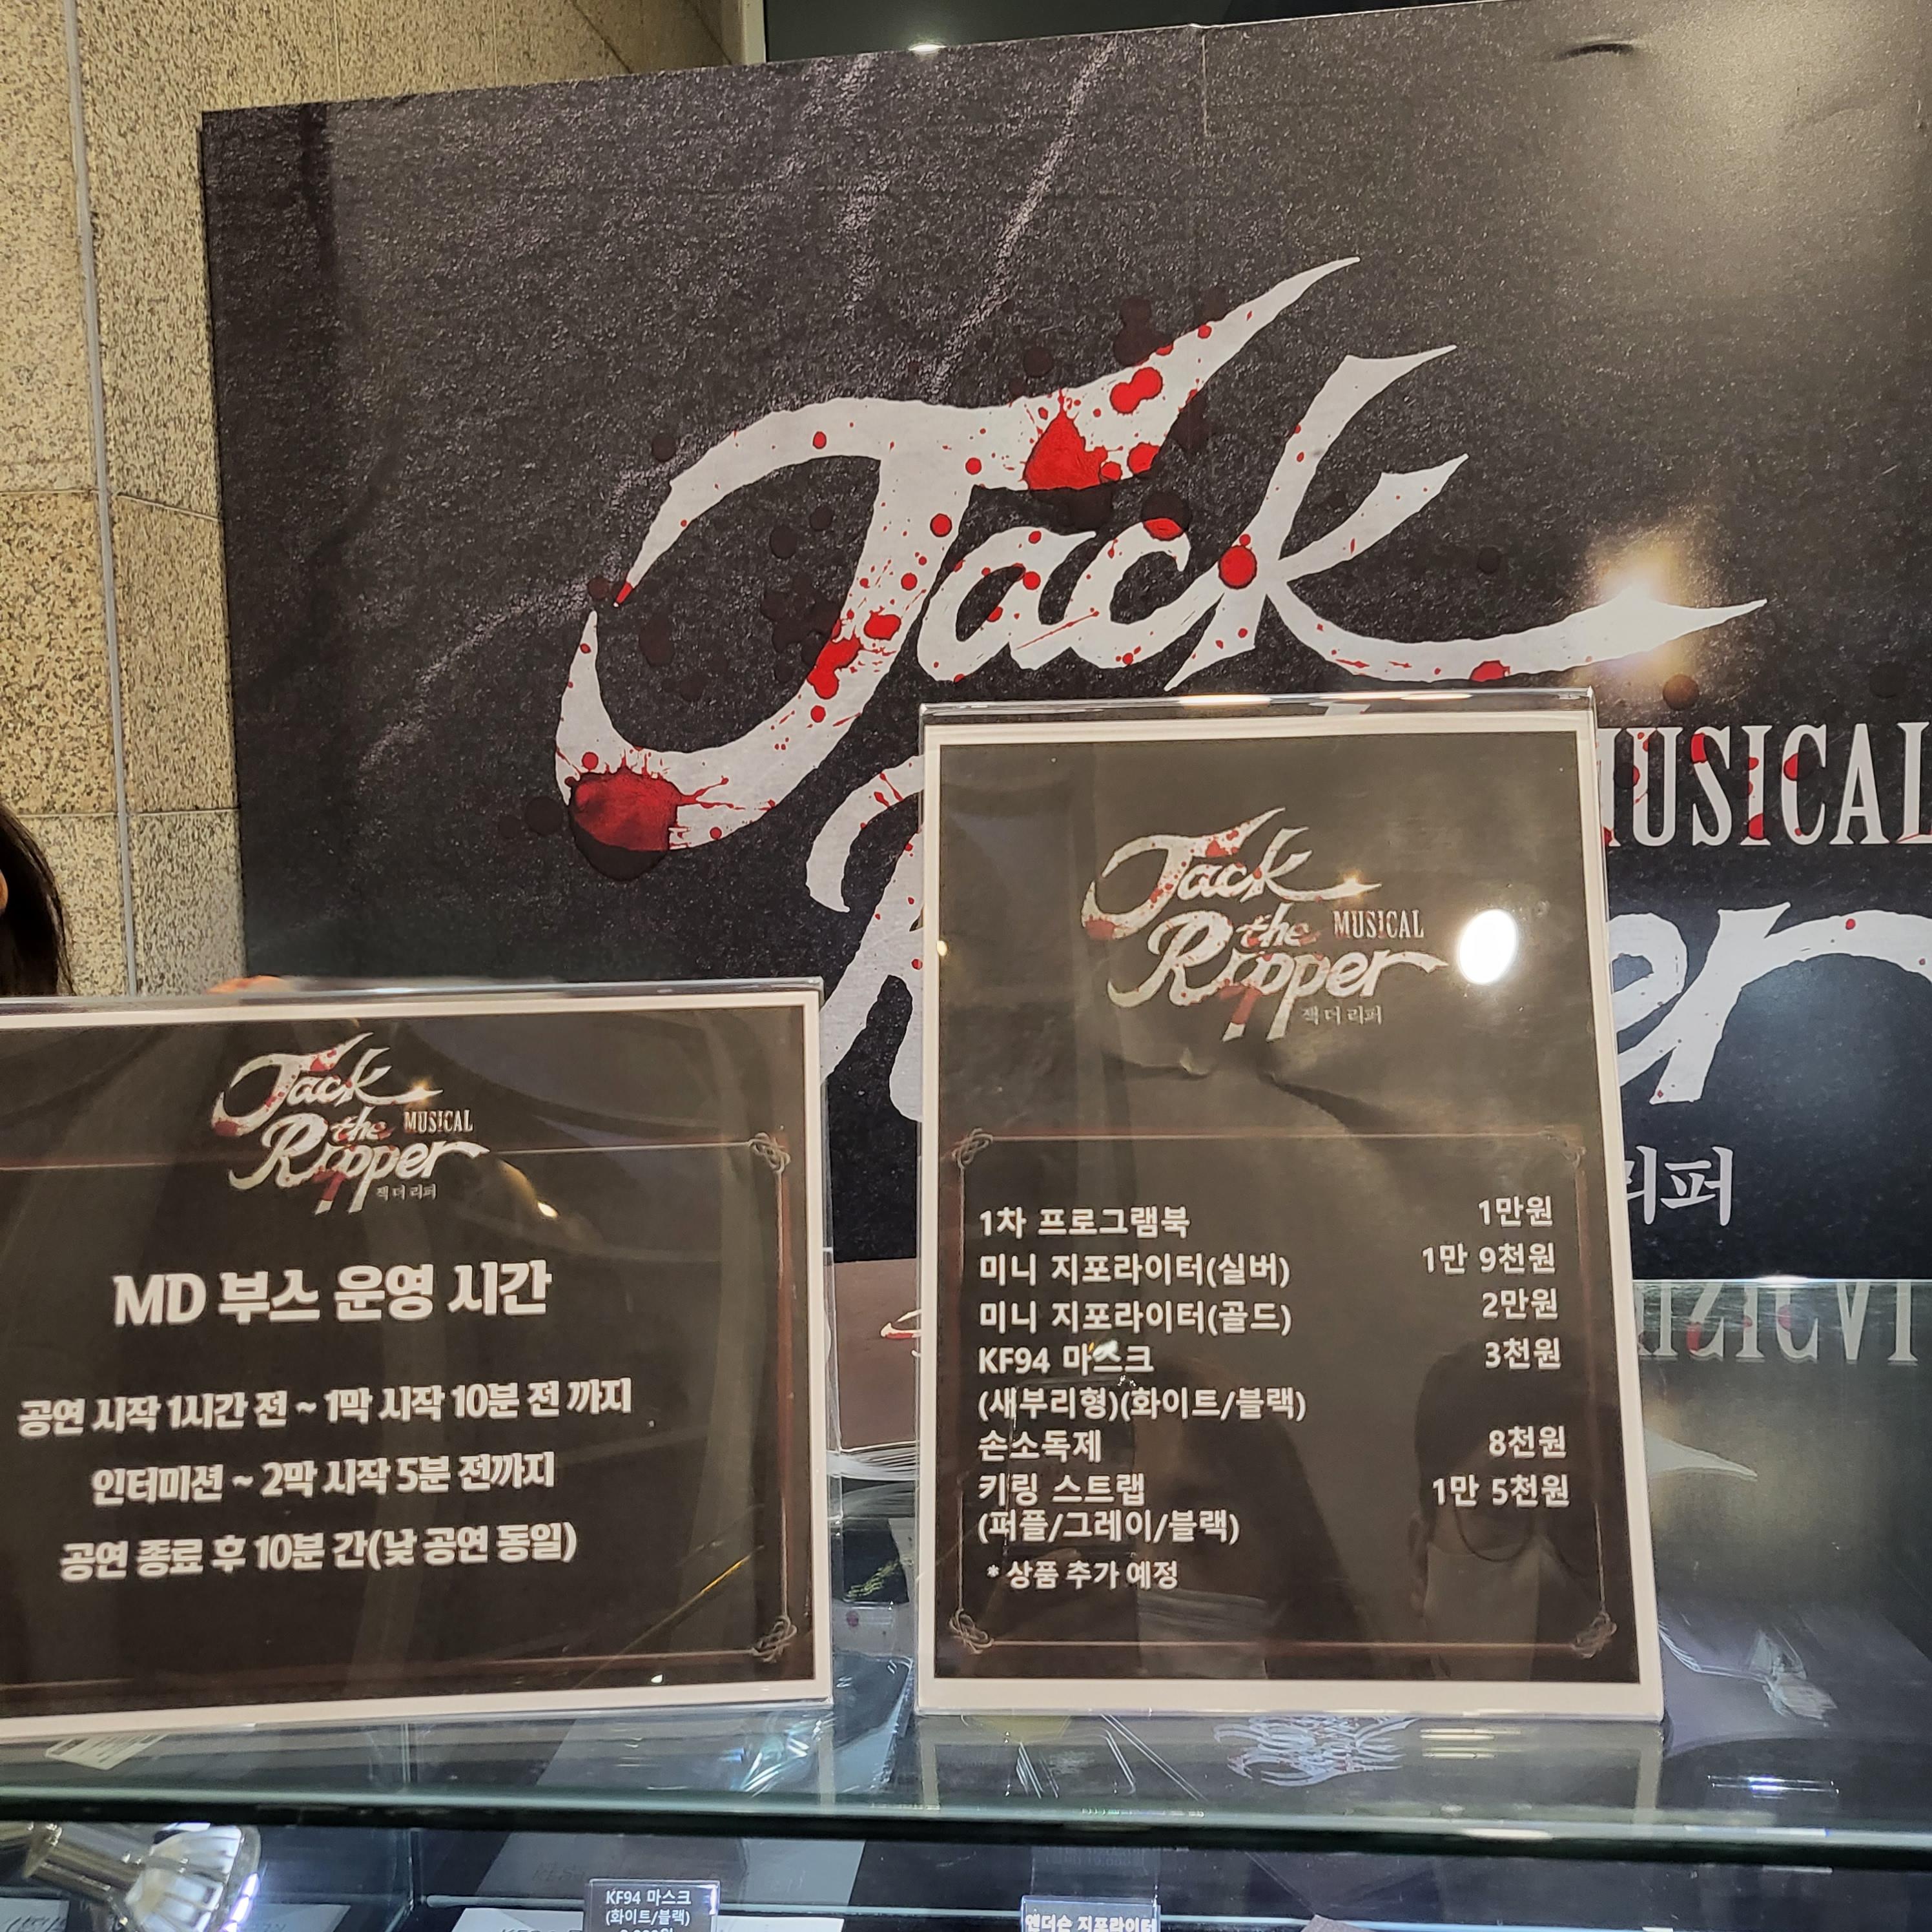 Jack
MUSICAL
리퍼
Jack
the MUSICAL
Ripper
잭 더 리퍼
MD 부스 운영 시간
공연 시작 1시간 전 ~ 1막 시작 10분 전 까지
인터미션 ~ 2막 시작 5분 전까지
공연 종료 후 10분 간(낮 공연 동일)
Jack
the MUSICAL
Ripper
잭 더 리퍼
1차 프로그램북 1만원
미니 지포라이터(실버) 1만 9천원
미니 지포라이터(골드) 2만원
KF94 마스크 3천원
(새부리형)(화이트/블랙)
손소독제 8천원
키링 스트랩 1만 5천원
(퍼플/그레이/블랙)
* 상품 추가 예정
KF94 마스크
(화이트/블랙)
앤더슨 지포라이터